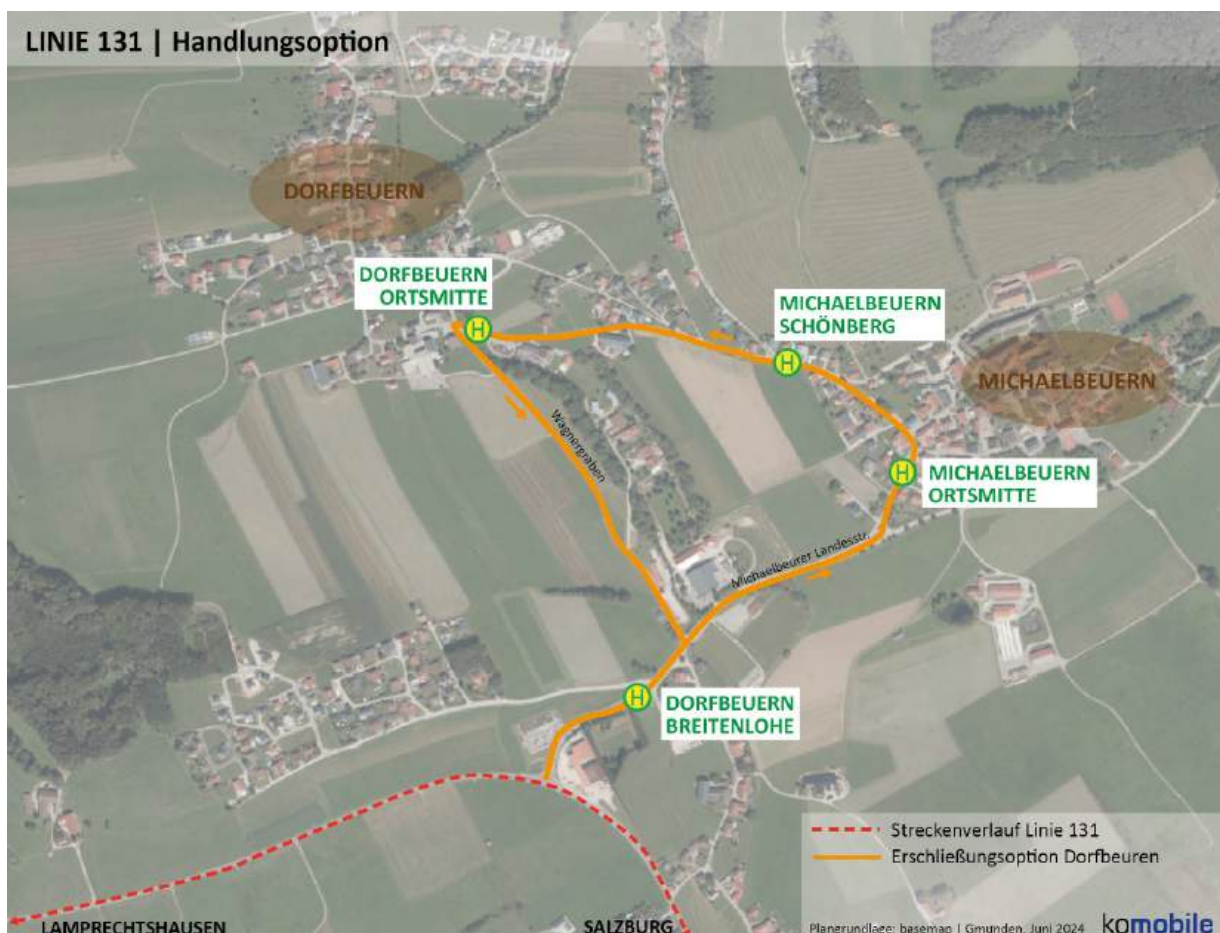 LINIE 131 | Handlungsoption
DORFBEUERN
DORFBEUERN
ORTSMITTE
H
MICHAELBEUERN
SCHÖNBERG
H
MICHAELBEUERN
Wagnergraben
H
MICHAELBEUERN
ORTSMITTE
Michaelbeurer Landesstr.
H
DORFBEUERN
BREITENLOHE
Streckenverlauf Linie 131
Erschließungsoption Dorfbeuren
LAMPRECHTSHAUSEN
SALZBURG
Plangrundlage: basemap | Gmunden, Juni 2024
komobile